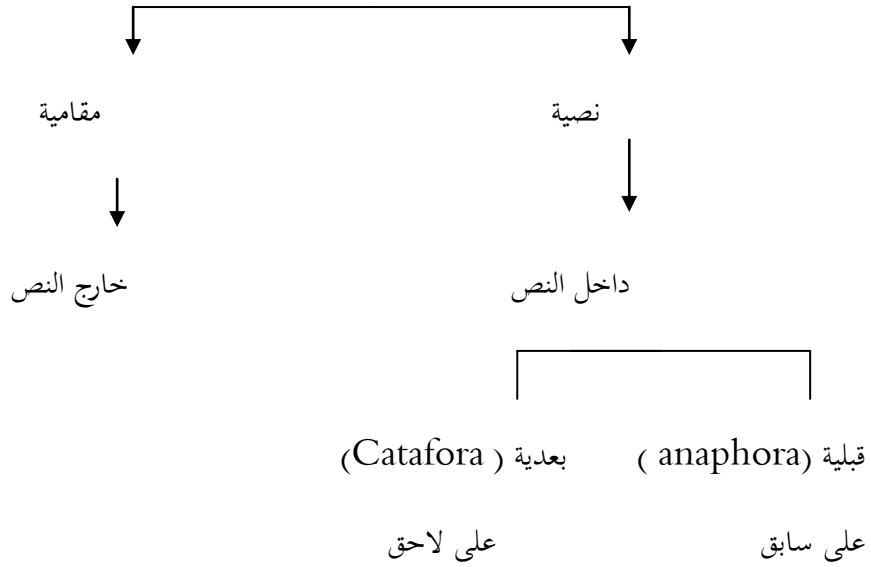 نصية
مقامية
داخل النص
خارج النص
قبلية (anaphora )
بعدية ( Catafora)
على سابق
على لاحق